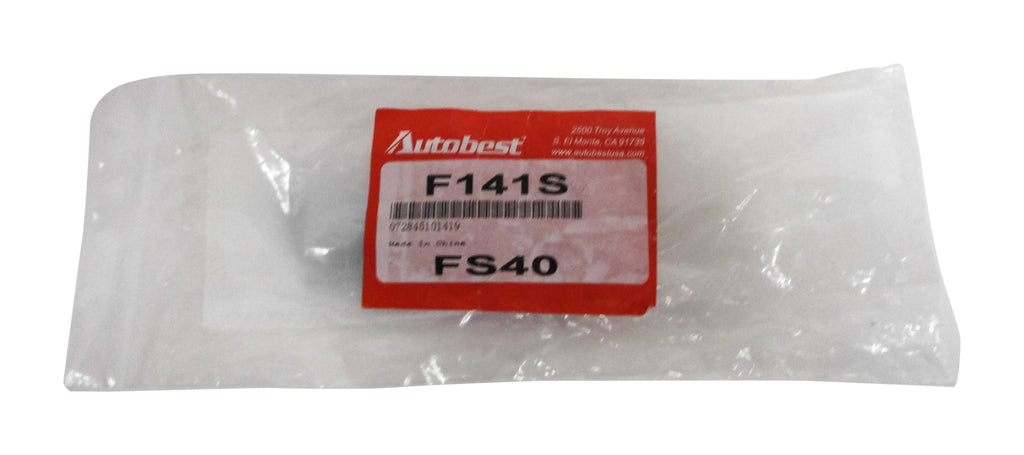 Autobest
2500 Troy Avenue
S. El Monte, CA 91733
www.autobestusa.com
F141S
072845101419
Made in China
FS40